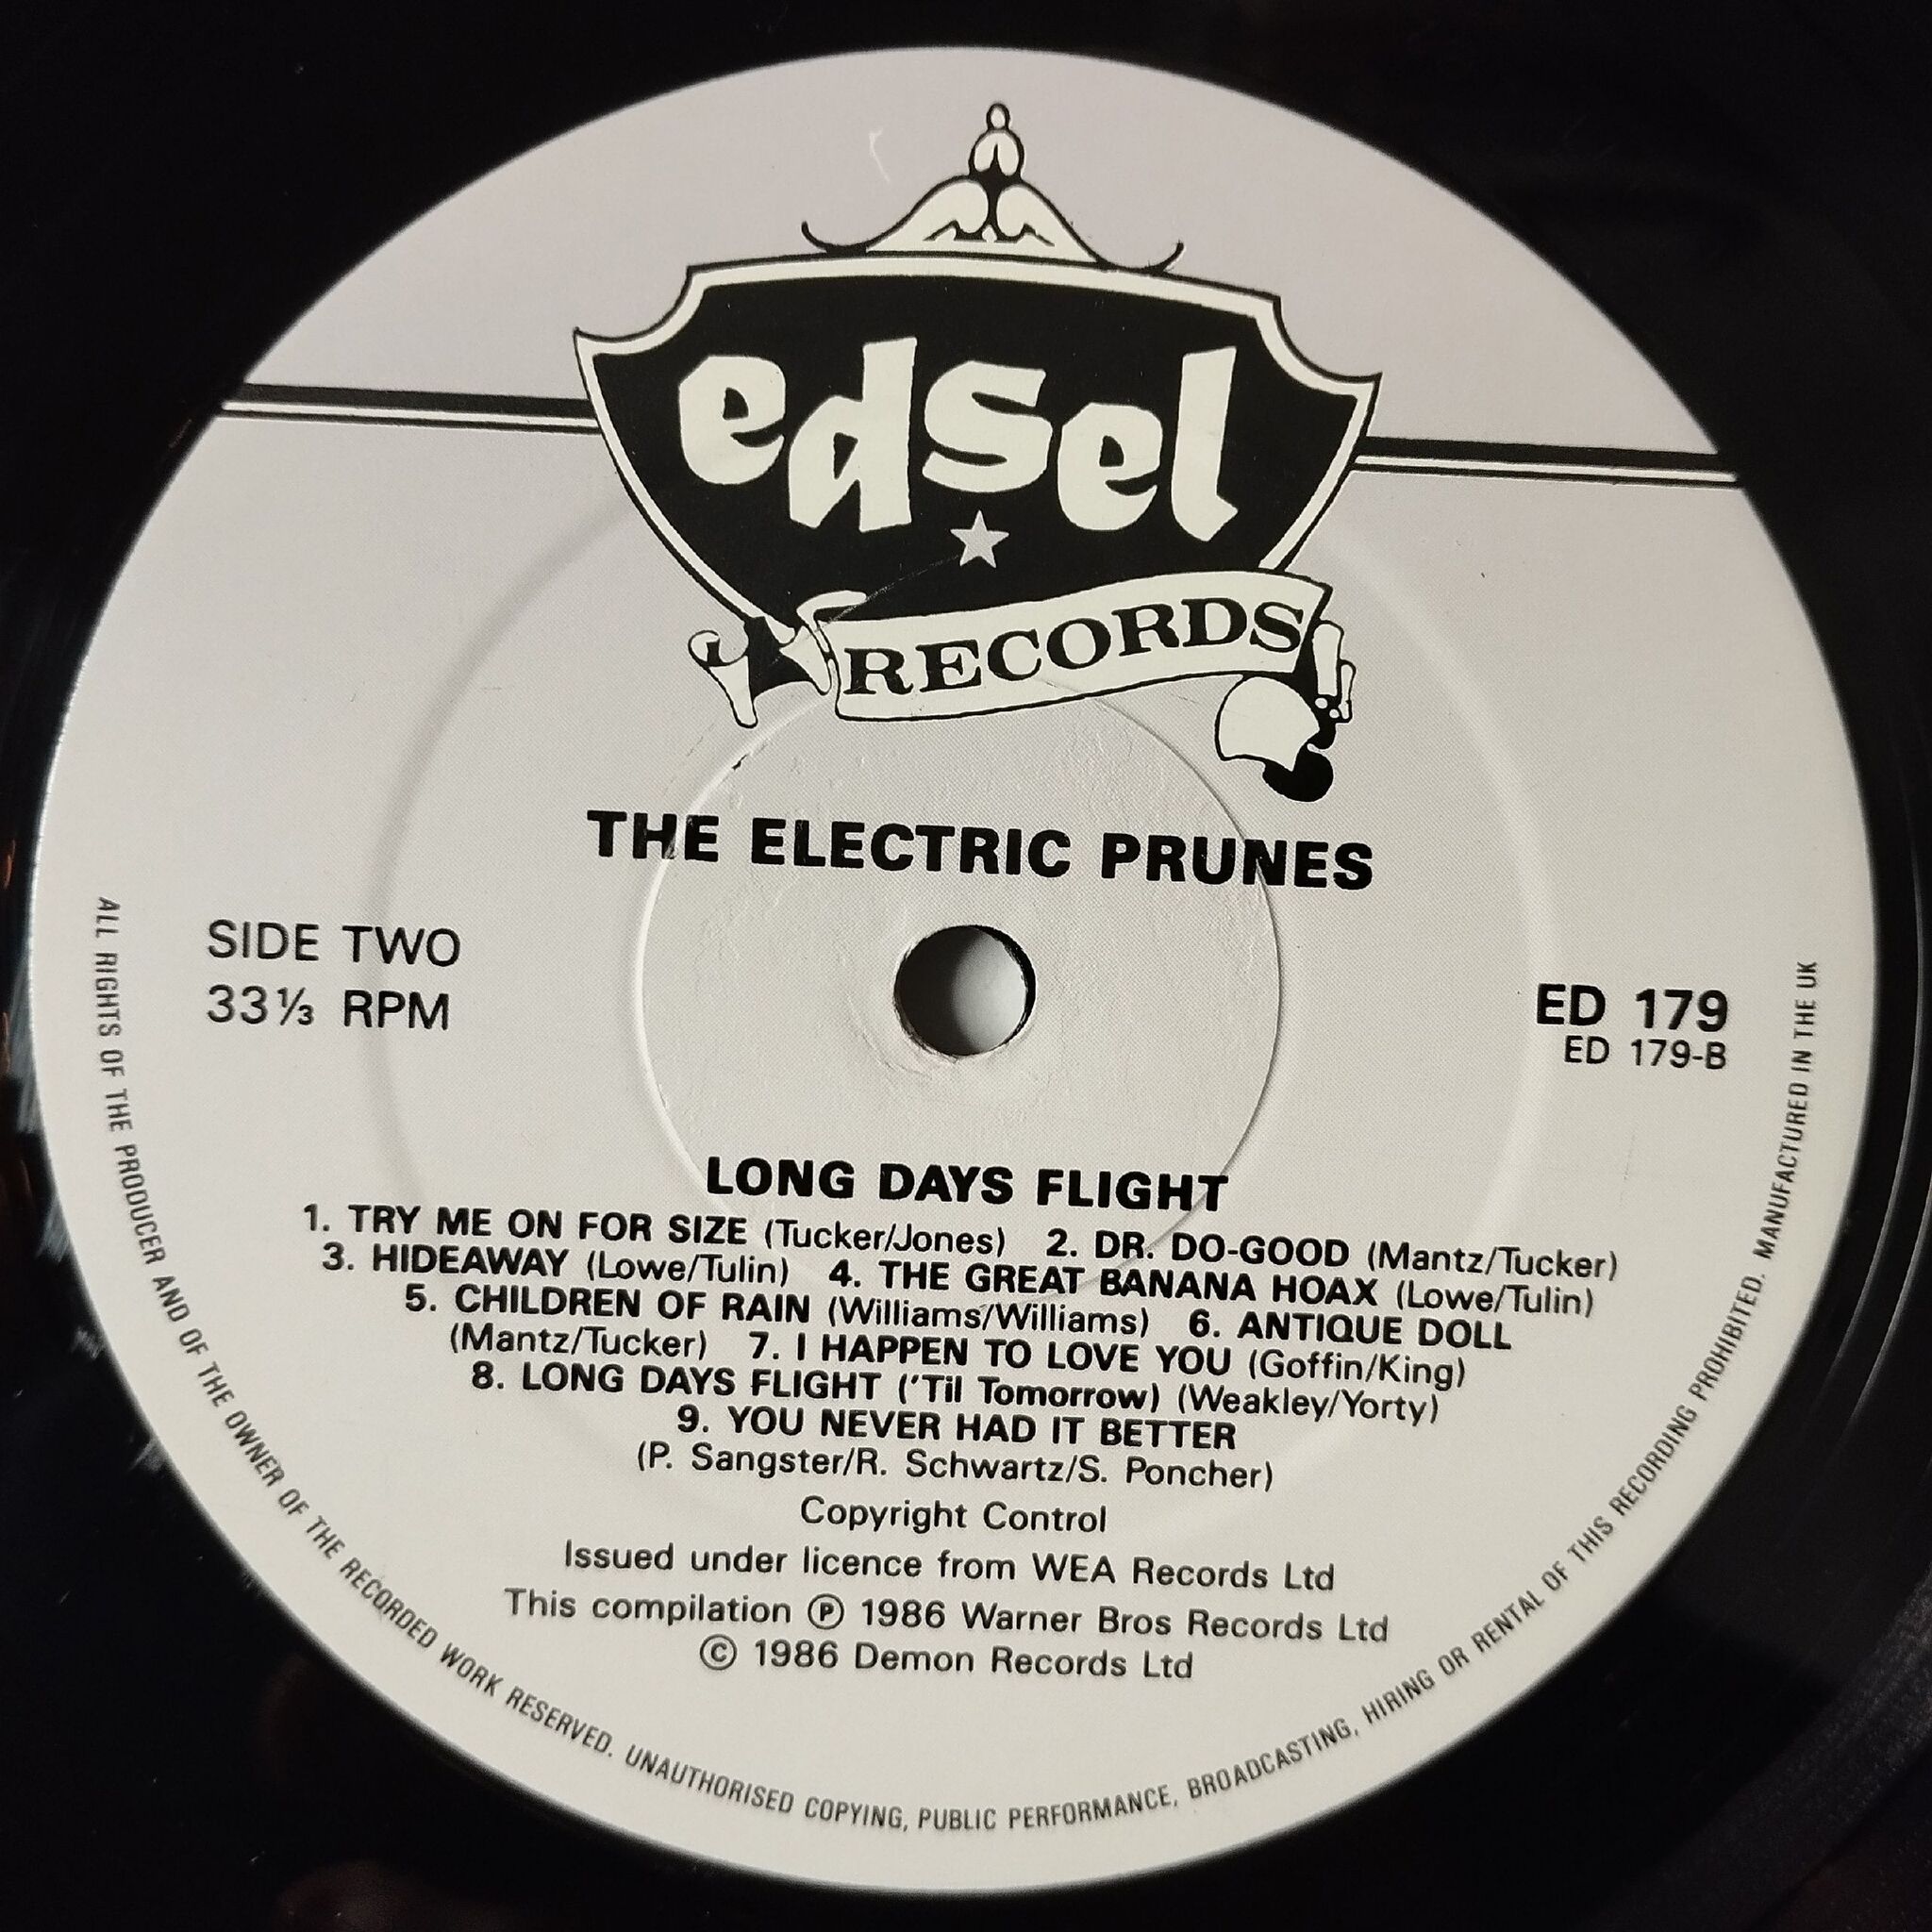 edsel
RECORDS
THE ELECTRIC PRUNES
SIDE TWO
33⅓ RPM
ED 179
ED 179-B
LONG DAYS FLIGHT
1. TRY ME ON FOR SIZE (Tucker/Jones) 2. DR. DO-GOOD (Mantz/Tucker)
3. HIDEAWAY (Lowe/Tulin) 4. THE GREAT BANANA HOAX (Lowe/Tulin)
5. CHILDREN OF RAIN (Williams/Williams) 6. ANTIQUE DOLL
(Mantz/Tucker) 7. I HAPPEN TO LOVE YOU (Goffin/King)
8. LONG DAYS FLIGHT ('Til Tomorrow) (Weakley/Yorty)
9. YOU NEVER HAD IT BETTER
(P. Sangster/R. Schwartz/S. Poncher)
Copyright Control
Issued under licence from WEA Records Ltd
This compilation ℗ 1986 Warner Bros Records Ltd
© 1986 Demon Records Ltd
ALL RIGHTS OF THE PRODUCER AND OF THE OWNER OF THE RECORDED WORK RESERVED. UNAUTHORISED COPYING, PUBLIC PERFORMANCE, BROADCASTING, HIRING OR RENTAL OF THIS RECORDING PROHIBITED. MANUFACTURED IN THE UK